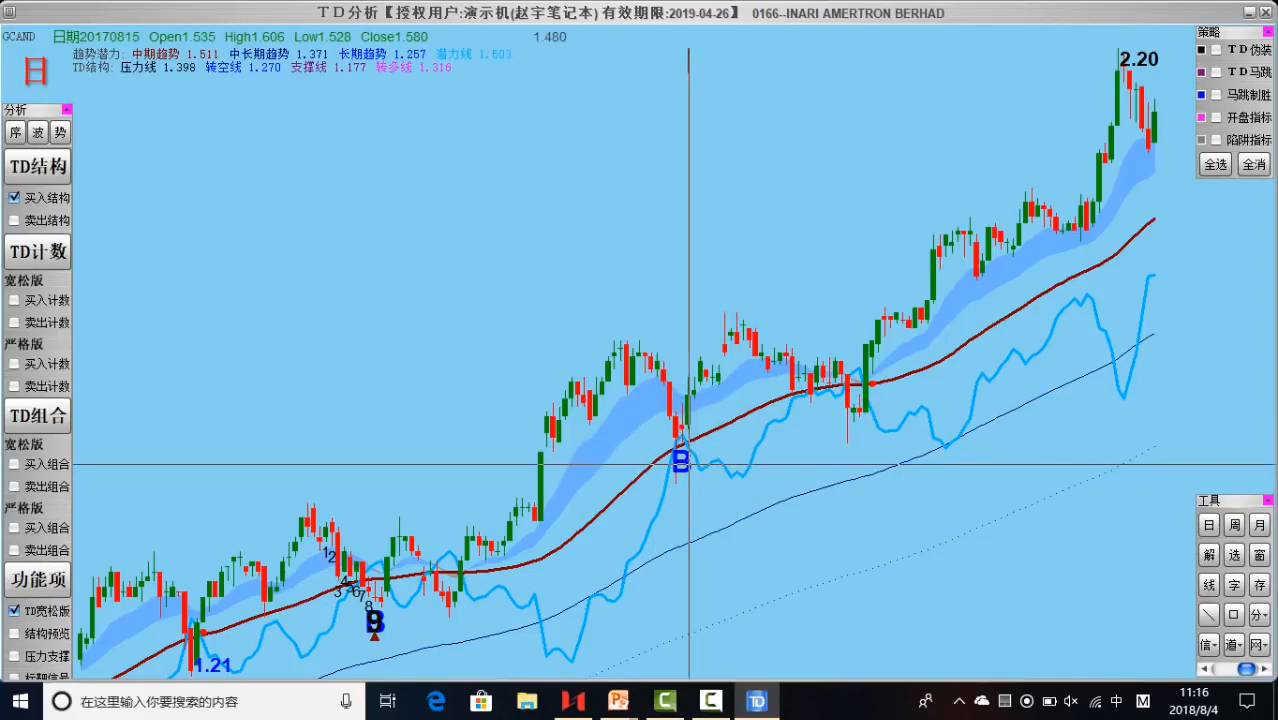 TD分析【授权用户:演示机(赵宇笔记本) 有效期限:2019-04-26】 0166--INARI AMERTRON BERHAD
GCAND 日期20170815 Open1.535 High1.606 Low1.528 Close1.580 1.480
趋势潜力: 中期趋势 1.511 中长期趋势 1.371 长期趋势 1.257 潜力线 1.503
TD结构: 压力线 1.398 转空线 1.270 支撑线 1.177 转多线 1.316
日
分析
序 波 势
TD结构
买入结构
卖出结构
TD计数
宽松版
买入计数
卖出计数
严格版
买入计数
卖出计数
TD组合
宽松版
买入组合
卖出组合
严格版
买入组合
卖出组合
功能项
TD宽松版
结构预览
压力支撑
1.21
1 2
3 4 5 6 7
8
9
B
2.20
策略
TD伪装
TD马跳
马跳制胜
开盘指标
陷阱指标
全选 全消
工具
日 周 月
解 选 窗
线 字 存
\ 口 分
信 道 网
在这里输入你要搜索的内容
TD
中 M
11:16
2018/8/4